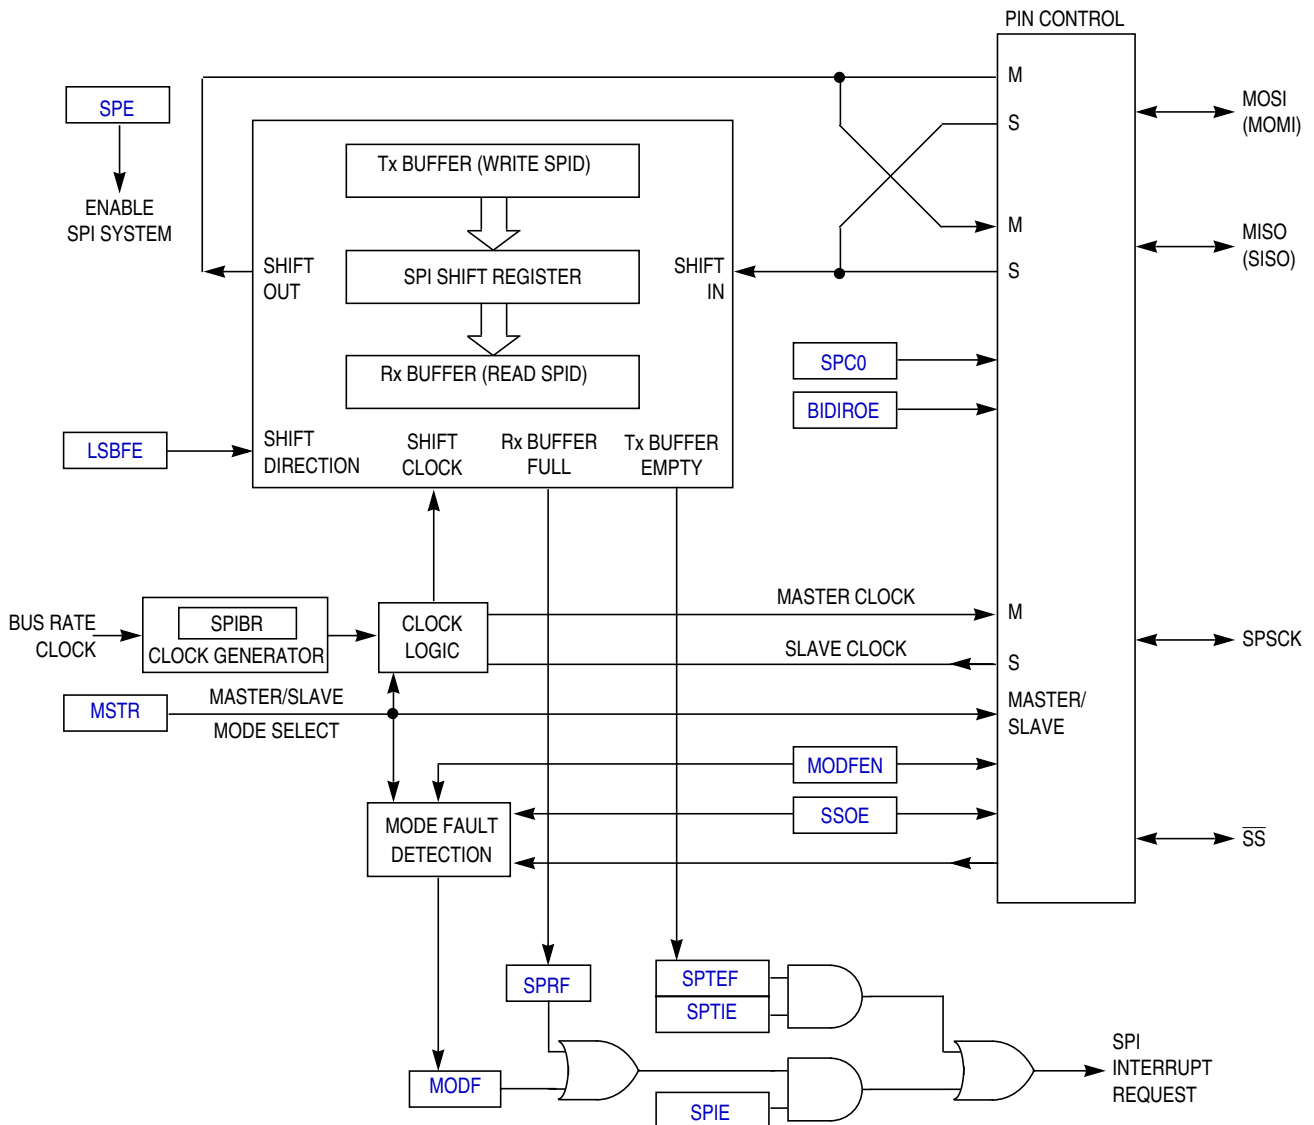 PIN CONTROL
SPE
ENABLE
SPI SYSTEM
Tx BUFFER (WRITE SPID)
SPI SHIFT REGISTER
Rx BUFFER (READ SPID)
SHIFT
OUT
SHIFT
IN
M
S
M
S
MOSI
(MOMI)
MISO
(SISO)
SPC0
BIDIROE
LSBFE
SHIFT
DIRECTION
SHIFT
CLOCK
Rx BUFFER
FULL
Tx BUFFER
EMPTY
BUS RATE
CLOCK
SPIBR
CLOCK GENERATOR
CLOCK
LOGIC
MASTER CLOCK
M
SLAVE CLOCK
S
SPSCK
MSTR
MASTER/SLAVE
MODE SELECT
MASTER/
SLAVE
MODFEN
SSOE
MODE FAULT
DETECTION
SS
SPRF
SPTEF
SPTIE
MODF
SPIE
SPI
INTERRUPT
REQUEST